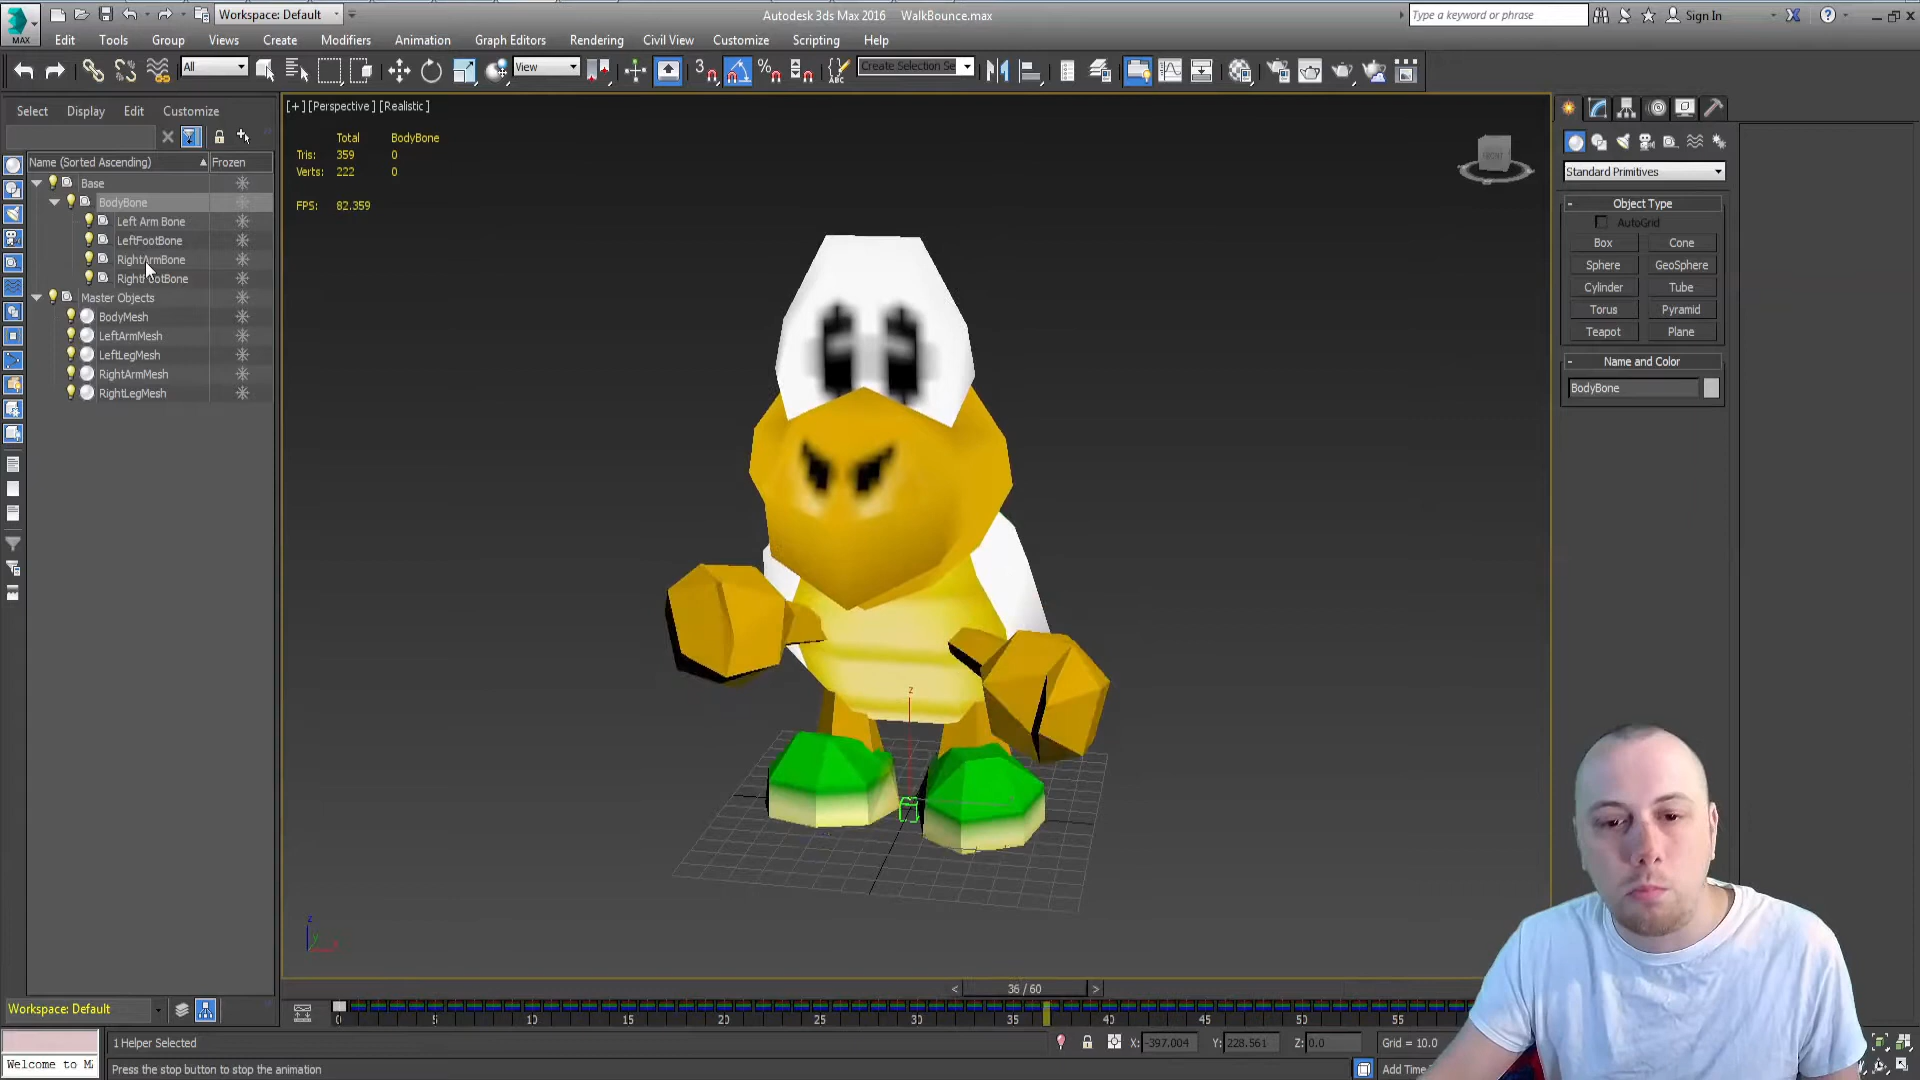 Workspace: Default
Autodesk 3ds Max 2016 WalkBounce.max
Type a keyword or phrase
Sign In
MAX
Edit Tools Group Views Create Modifiers Animation Graph Editors Rendering Civil View Customize Scripting Help
All
View
Create Selection Se
Select Display Edit Customize
[+] [Perspective] [Realistic]
Name (Sorted Ascending) Frozen
Base
BodyBone
Left Arm Bone
LeftFootBone
RightArmBone
RightFootBone
Master Objects
BodyMesh
LeftArmMesh
LeftLegMesh
RightArmMesh
RightLegMesh
Total BodyBone
Tris: 359 0
Verts: 222 0
FPS: 82.359
FRONT
z
z
y
Standard Primitives
- Object Type
AutoGrid
Box Cone
Sphere GeoSphere
Cylinder Tube
Torus Pyramid
Teapot Plane
- Name and Color
BodyBone
< 36 / 60 >
0 5 10 15 20 25 30 35 40 45 50 55
Workspace: Default
1 Helper Selected
X: -397.004 Y: 228.561 Z: 0.0 Grid = 10.0
Welcome to M
Press the stop button to stop the animation
Add Time